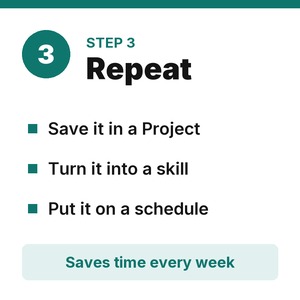 3
STEP 3
Repeat
Save it in a Project
Turn it into a skill
Put it on a schedule
Saves time every week